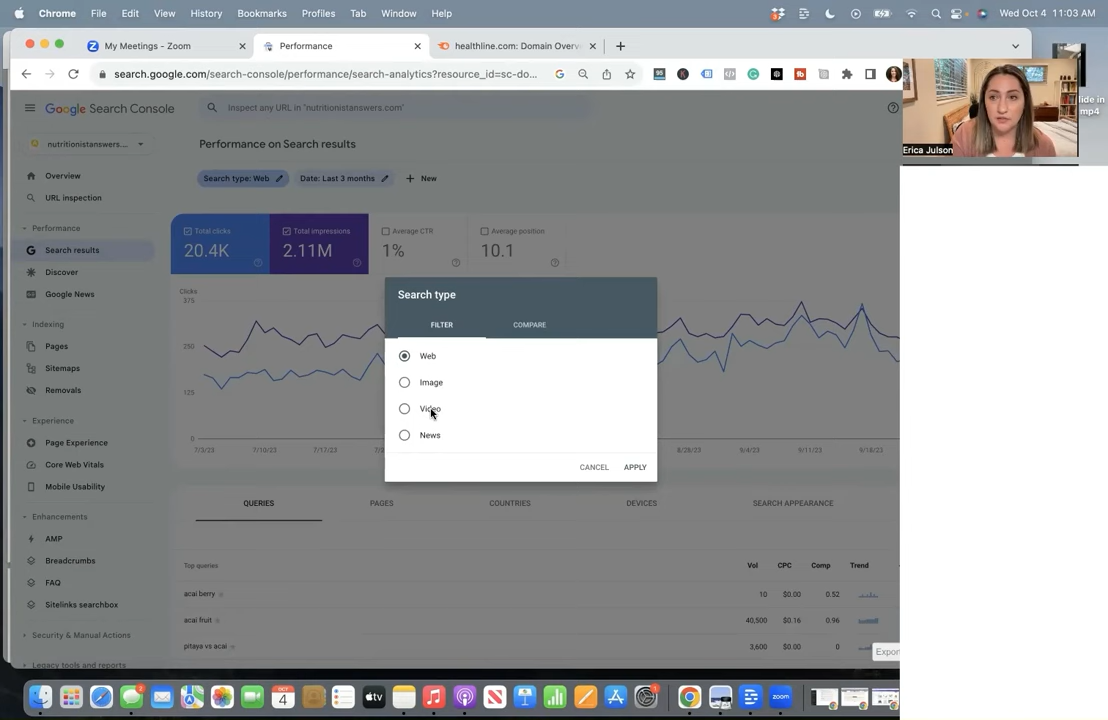 Chrome File Edit View History Bookmarks Profiles Tab Window Help Wed Oct 4 11:03 AM
My Meetings - Zoom
Performance
healthline.com: Domain Overv
search.google.com/search-console/performance/search-analytics?resource_id=sc-do...
Google Search Console
Inspect any URL in "nutritionistanswers.com"
lide in
mp4
Erica Julson
nutritionistanswers....
Performance on Search results
Overview
URL inspection
Search type: Web
Date: Last 3 months
New
Performance
Search results
Discover
Google News
Total clicks
20.4K
Total impressions
2.11M
Average CTR
1%
Average position
10.1
Clicks
375
250
125
0
7/3/23 7/10/23 7/17/23 8/28/23 9/4/23 9/11/23 9/18/23
Search type
FILTER COMPARE
Web
Image
Video
News
CANCEL APPLY
Indexing
Pages
Sitemaps
Removals
Experience
Page Experience
Core Web Vitals
Mobile Usability
Enhancements
AMP
Breadcrumbs
FAQ
Sitelinks searchbox
Security & Manual Actions
Legacy tools and reports
QUERIES PAGES COUNTRIES DEVICES SEARCH APPEARANCE
Top queries Vol CPC Comp Trend
acai berry 10 $0.00 0.52
acai fruit 40,500 $0.16 0.96
pitaya vs acai 3,600 $0.00 0
Export
OCT
4
tv
zoom